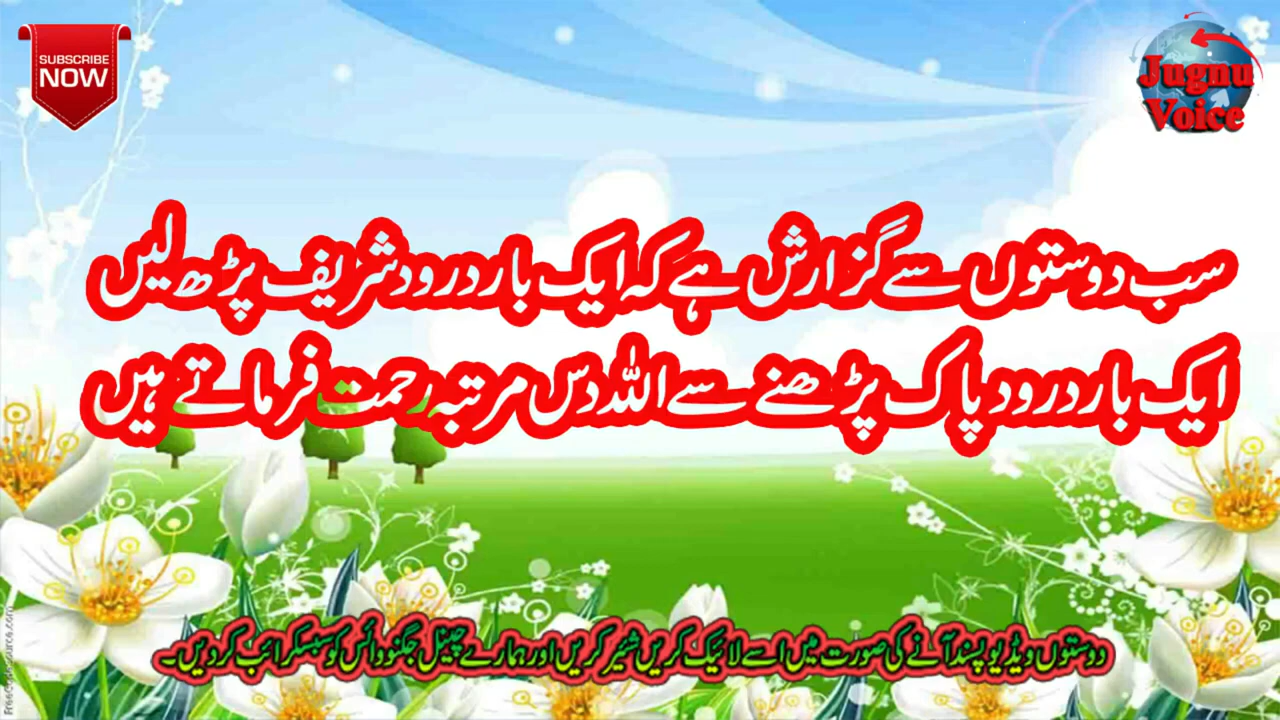 SUBSCRIBE
NOW
Jugnu
Voice
سب دوستوں سے گزارش ہے کہ ایک بار درود شریف پڑھ لیں
ایک بار درود پاک پڑھنے سے اللہ دس مرتبہ رحمت فرماتے ہیں
دوستوں ویڈیو پسند آنے کی صورت میں اسے لائیک کریں شئیر کریں اور ہمارے چینل جگنو وائس کو سبسکرائب کر دیں۔